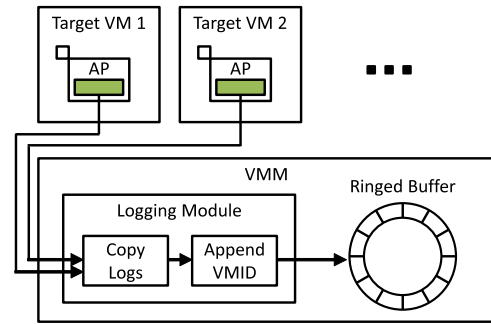 Target VM 1
Target VM 2
AP
AP
VMM
Ringed Buffer
Logging Module
Copy
Logs
Append
VMID